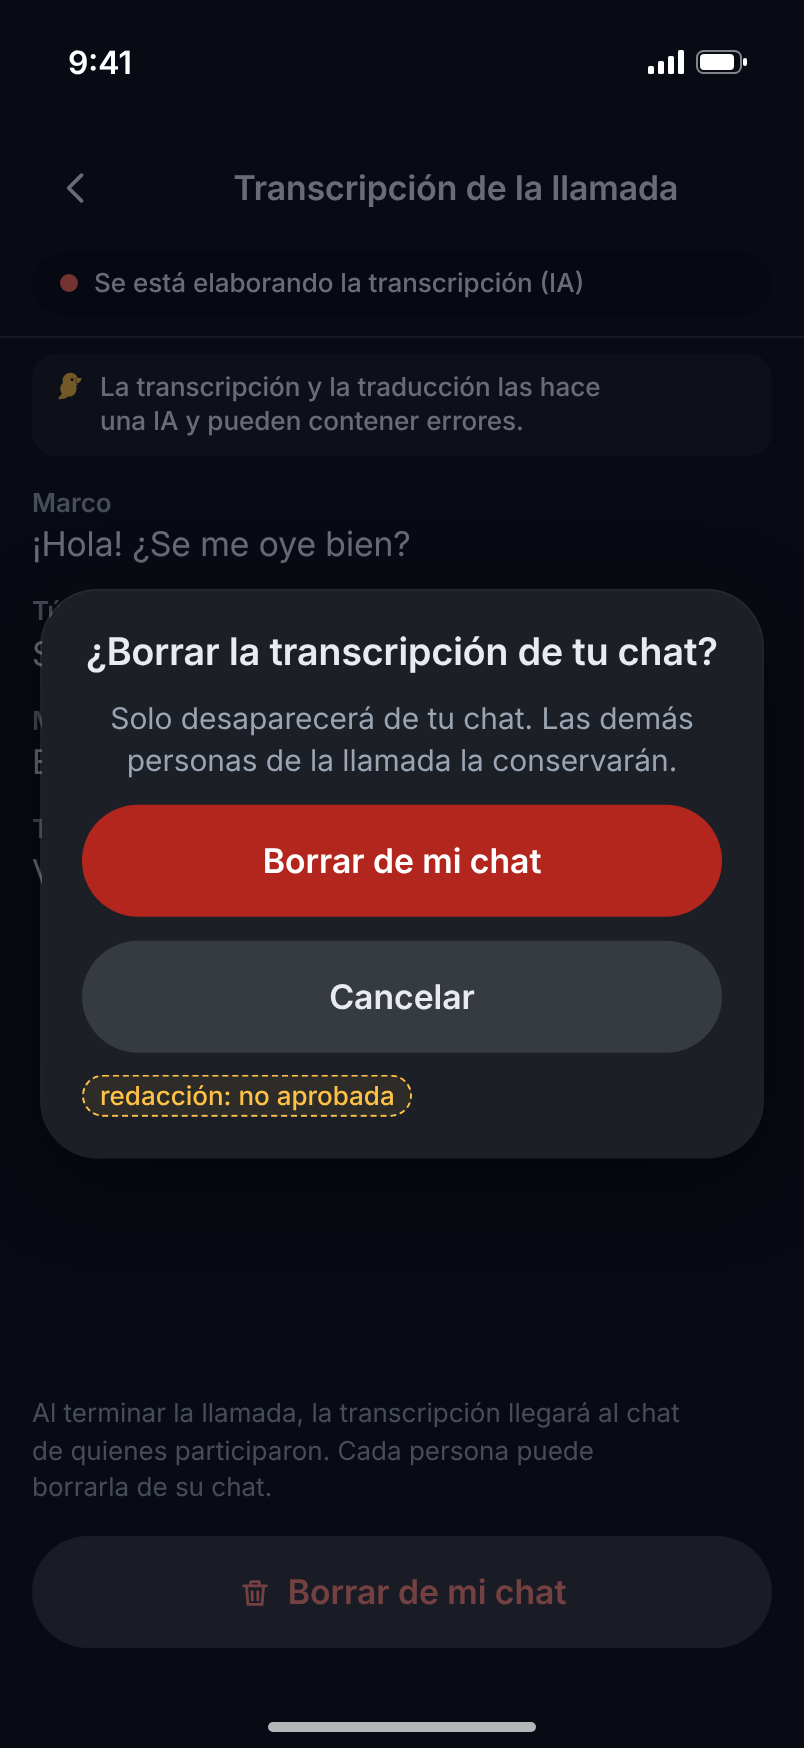 9:41
Transcripción de la llamada
Se está elaborando la transcripción (IA)
La transcripción y la traducción las hace
una IA y pueden contener errores.
Marco
¡Hola! ¿Se me oye bien?
¿Borrar la transcripción de tu chat?
Solo desaparecerá de tu chat. Las demás
personas de la llamada la conservarán.
Borrar de mi chat
Cancelar
redacción: no aprobada
Al terminar la llamada, la transcripción llegará al chat
de quienes participaron. Cada persona puede
borrarla de su chat.
Borrar de mi chat